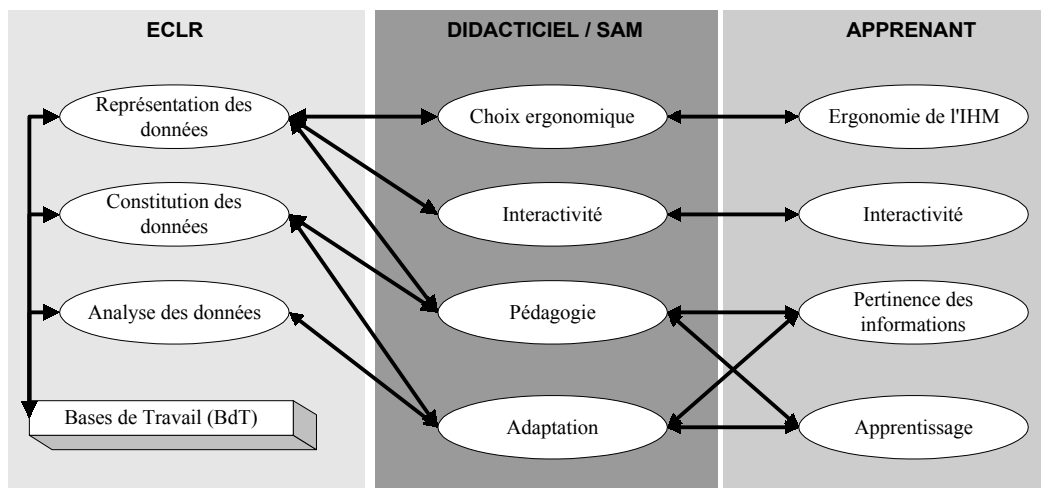 ECLR
DIDACTICIEL / SAM
APPRENANT
Représentation des
données
Choix ergonomique
Ergonomie de l'IHM
Constitution des
données
Interactivité
Interactivité
Analyse des données
Pédagogie
Pertinence des
informations
Bases de Travail (BdT)
Adaptation
Apprentissage